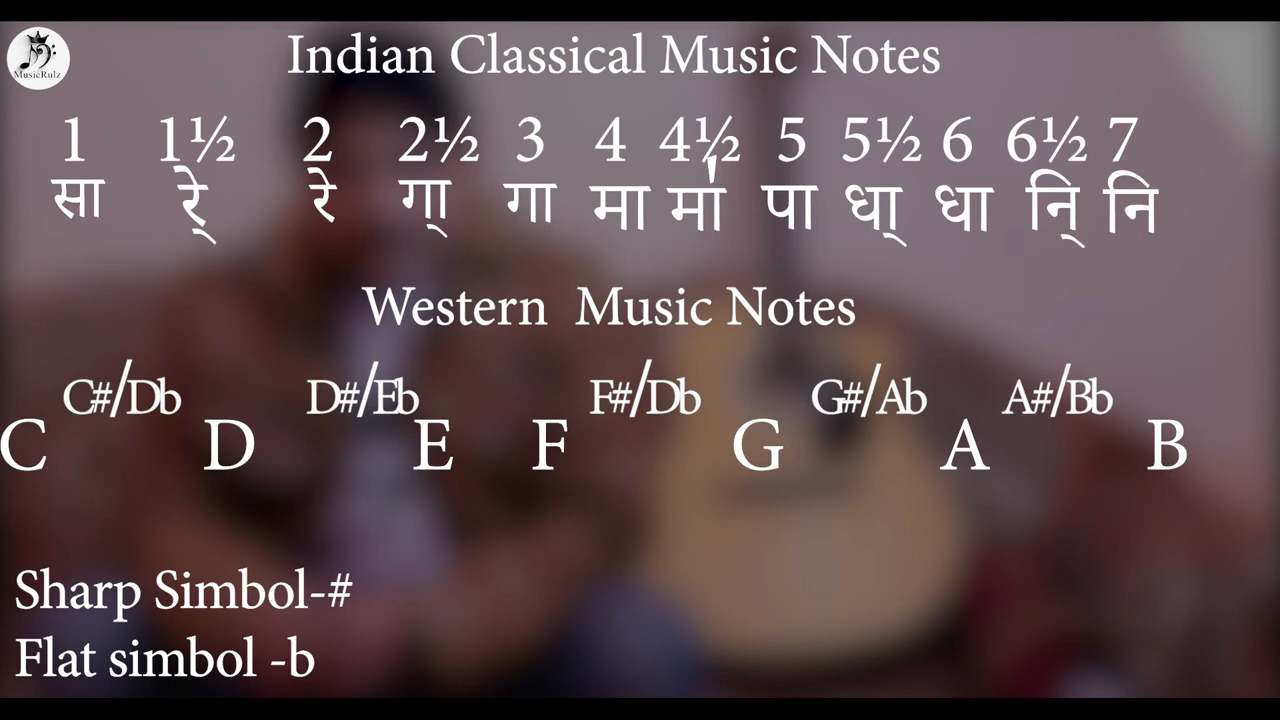 MusicRulz
Indian Classical Music Notes
1 1½ 2 2½ 3 4 4½ 5 5½ 6 6½ 7
सा रे् रे गा् गा मा मा॑ पा धा् धा नि् नि
Western Music Notes
C#/Db D#/Eb F#/Db G#/Ab A#/Bb
C D E F G A B
Sharp Simbol-#
Flat simbol -b